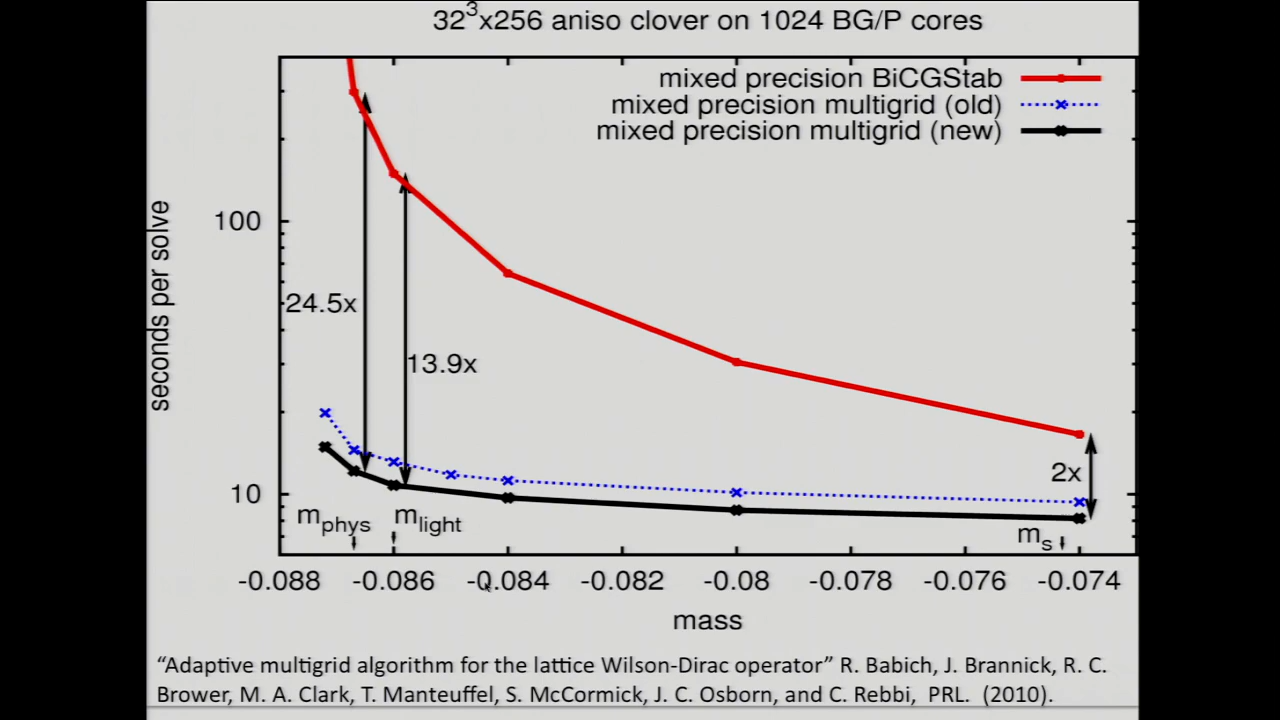 32³x256 aniso clover on 1024 BG/P cores
mixed precision BiCGStab
mixed precision multigrid (old)
mixed precision multigrid (new)
seconds per solve
100
24.5x
13.9x
2x
10
m_phys
m_light
m_s
-0.088 -0.086 -0.084 -0.082 -0.08 -0.078 -0.076 -0.074
mass
“Adaptive multigrid algorithm for the lattice Wilson-Dirac operator” R. Babich, J. Brannick, R. C.
Brower, M. A. Clark, T. Manteuffel, S. McCormick, J. C. Osborn, and C. Rebbi, PRL. (2010).